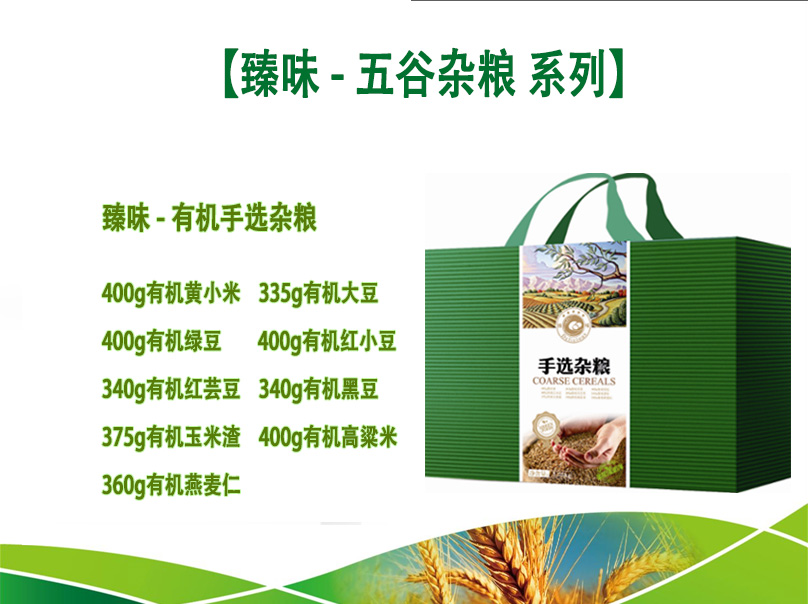 【臻味 - 五谷杂粮 系列】
臻味 - 有机手选杂粮
400g有机黄小米 335g有机大豆
400g有机绿豆 400g有机红小豆
340g有机红芸豆 340g有机黑豆
375g有机玉米渣 400g有机高粱米
360g有机燕麦仁
手选杂粮
COARSE CEREALS